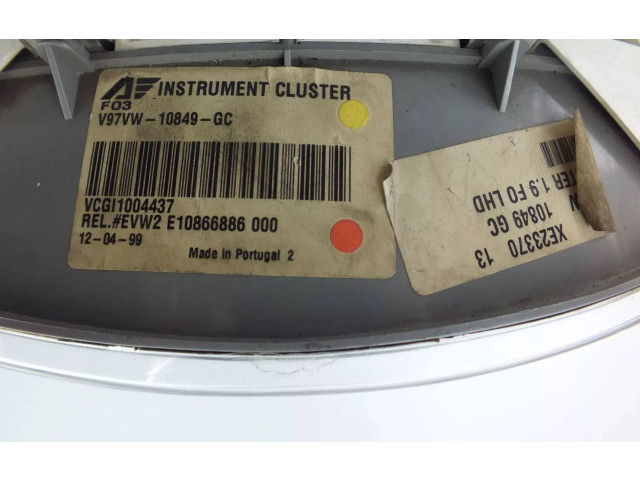 AF INSTRUMENT CLUSTER
F03
V97VW-10849-GC
VCGI1004437
REL.#EVW2 E10866886 000
12-04-99
Made in Portugal 2
TER 1.9 FO LHD
10849 GC
XE23370 13